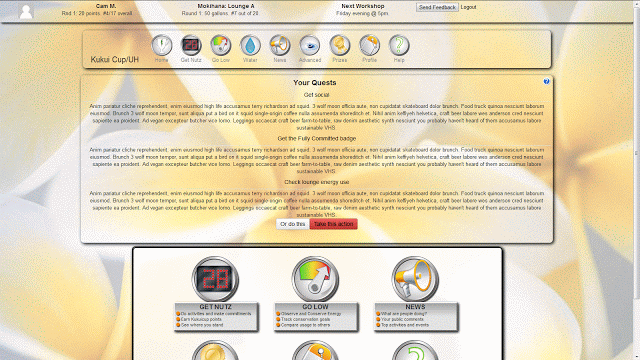 Cam M.
Rnd 1: 29 points #4/17 overall
Mokihana: Lounge A
Round 1: 50 gallons #7 out of 20
Next Workshop
Friday evening @ 5pm.
Send Feedback
Logout
Kukui Cup/UH
Home
Get Nutz
Go Low
Water
News
Advanced
Prizes
Profile
Help
Your Quests
Get social
Anim pariatur cliche reprehenderit, enim eiusmod high life accusamus terry richardson ad squid. 3 wolf moon officia aute, non cupidatat skateboard dolor brunch. Food truck quinoa nesciunt laborum
eiusmod. Brunch 3 wolf moon tempor, sunt aliqua put a bird on it squid single-origin coffee nulla assumenda shoreditch et. Nihil anim keffiyeh helvetica, craft beer labore wes anderson cred nesciunt
sapiente ea proident. Ad vegan excepteur butcher vice lomo. Leggings occaecat craft beer farm-to-table, raw denim aesthetic synth nesciunt you probably haven't heard of them accusamus labore
sustainable VHS.
Get the Fully Committed badge
Anim pariatur cliche reprehenderit, enim eiusmod high life accusamus terry richardson ad squid. 3 wolf moon officia aute, non cupidatat skateboard dolor brunch. Food truck quinoa nesciunt laborum
eiusmod. Brunch 3 wolf moon tempor, sunt aliqua put a bird on it squid single-origin coffee nulla assumenda shoreditch et. Nihil anim keffiyeh helvetica, craft beer labore wes anderson cred nesciunt
sapiente ea proident. Ad vegan excepteur butcher vice lomo. Leggings occaecat craft beer farm-to-table, raw denim aesthetic synth nesciunt you probably haven't heard of them accusamus labore
sustainable VHS.
Check lounge energy use
Anim pariatur cliche reprehenderit, enim eiusmod high life accusamus terry richardson ad squid. 3 wolf moon officia aute, non cupidatat skateboard dolor brunch. Food truck quinoa nesciunt laborum
eiusmod. Brunch 3 wolf moon tempor, sunt aliqua put a bird on it squid single-origin coffee nulla assumenda shoreditch et. Nihil anim keffiyeh helvetica, craft beer labore wes anderson cred nesciunt
sapiente ea proident. Ad vegan excepteur butcher vice lomo. Leggings occaecat craft beer farm-to-table, raw denim aesthetic synth nesciunt you probably haven't heard of them accusamus labore
sustainable VHS.
Or do this
Take this action
28
GET NUTZ
Do activities and make commitments
Earn Kukuicup points
See where you stand
GO LOW
Observe and Conserve Energy
Track conservation goals
Compare usage to others
NEWS
What are people doing?
Your public comments
Top activities and events